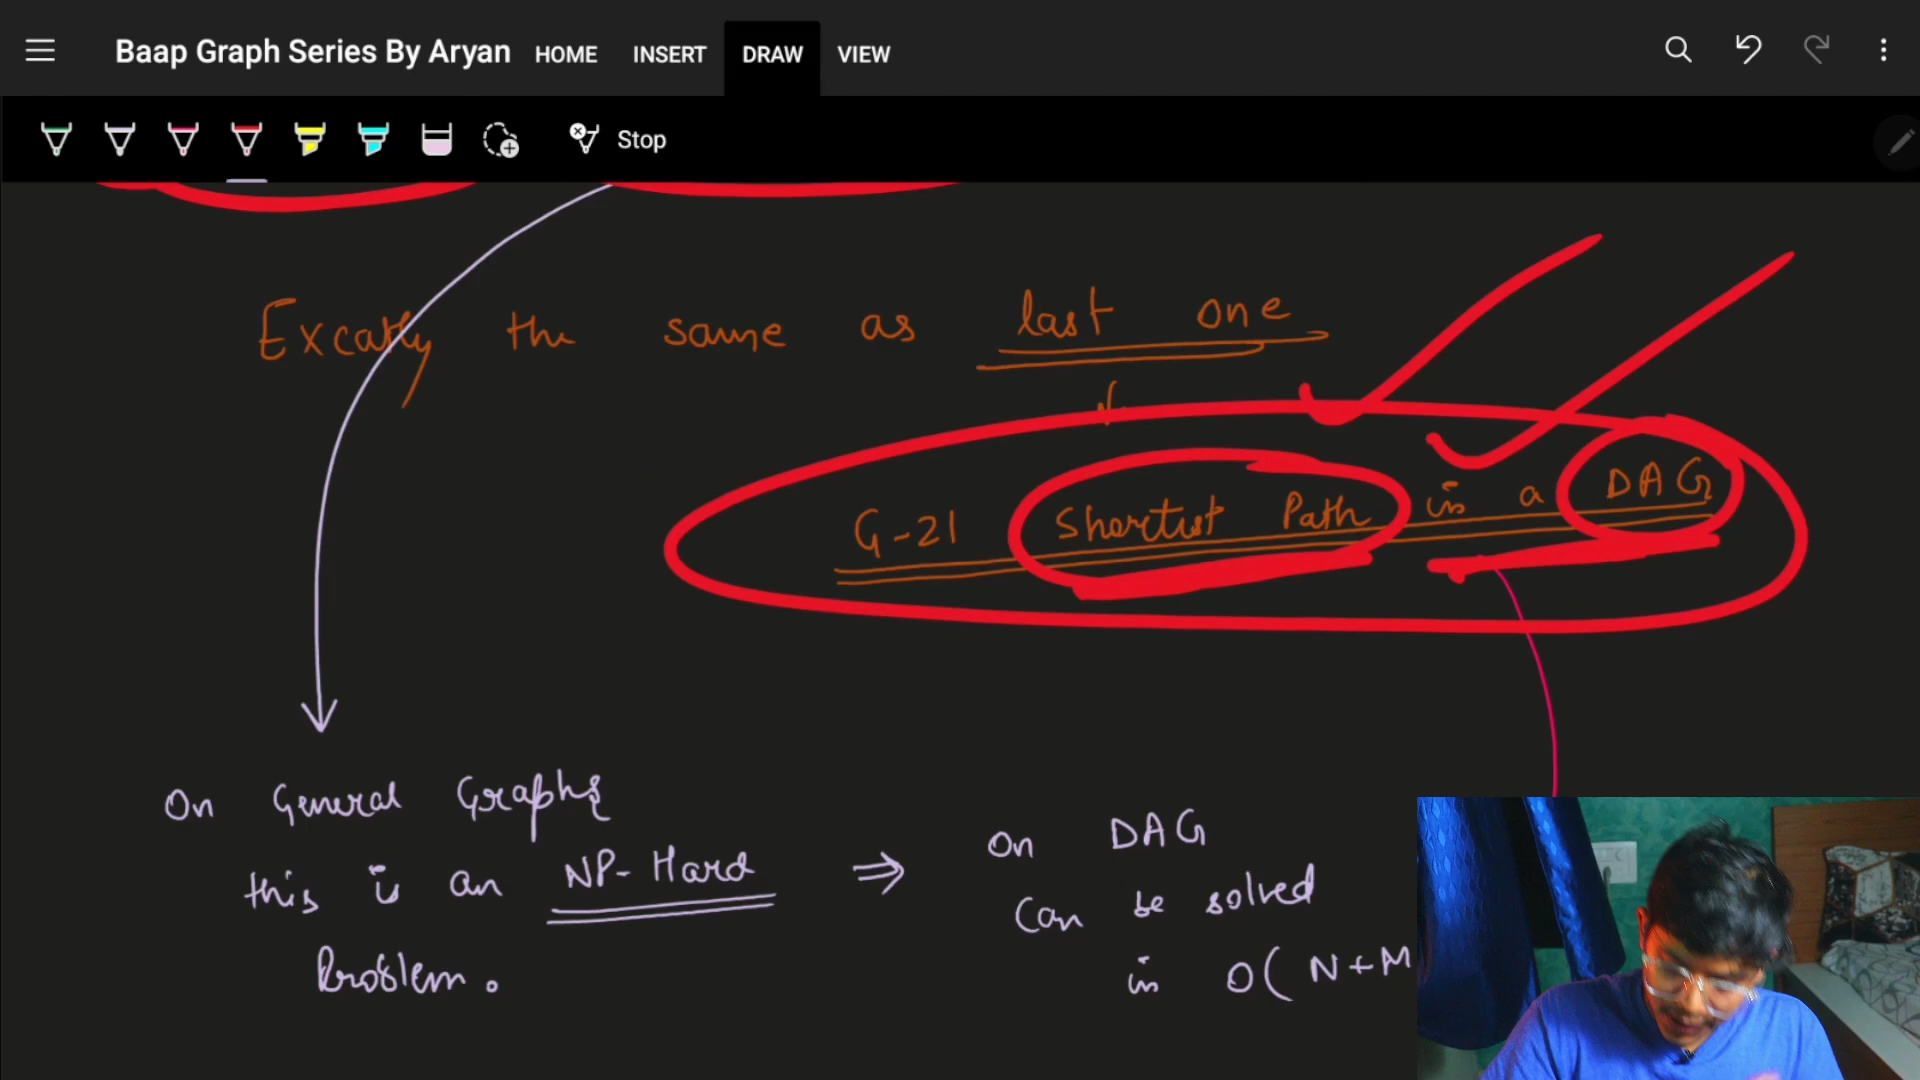 Baap Graph Series By Aryan HOME INSERT DRAW VIEW
Stop
Excatly the same as last one
G-21 Shortest Path in a DAG
On General Graphs
this is an NP-Hard
Problem.
=> On DAG
Can be solved
in O( N+M